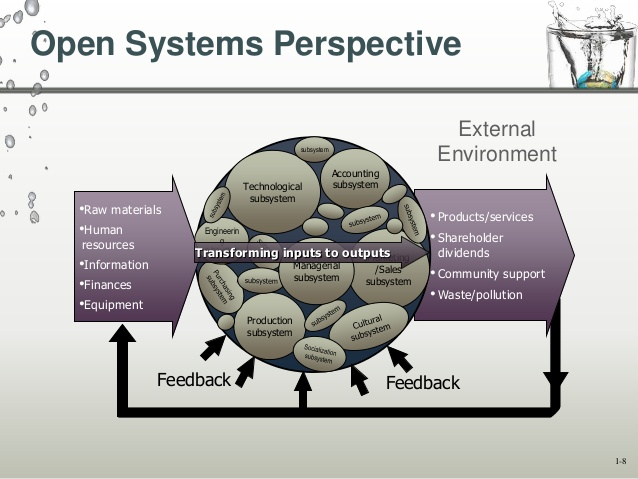 Open Systems Perspective
External
Environment
•Raw materials
•Human
resources
•Information
•Finances
•Equipment
subsystem
Technological
subsystem
Accounting
subsystem
subsystem
subsystem
subsystem
Engineerin
Transforming inputs to outputs
Managerial
subsystem
/Sales
subsystem
Purchasing
subsystem
subsystem
Production
subsystem
subsystem
Cultural
subsystem
Socialization
subsystem
• Products/services
• Shareholder
dividends
• Community support
• Waste/pollution
Feedback
Feedback
1-8